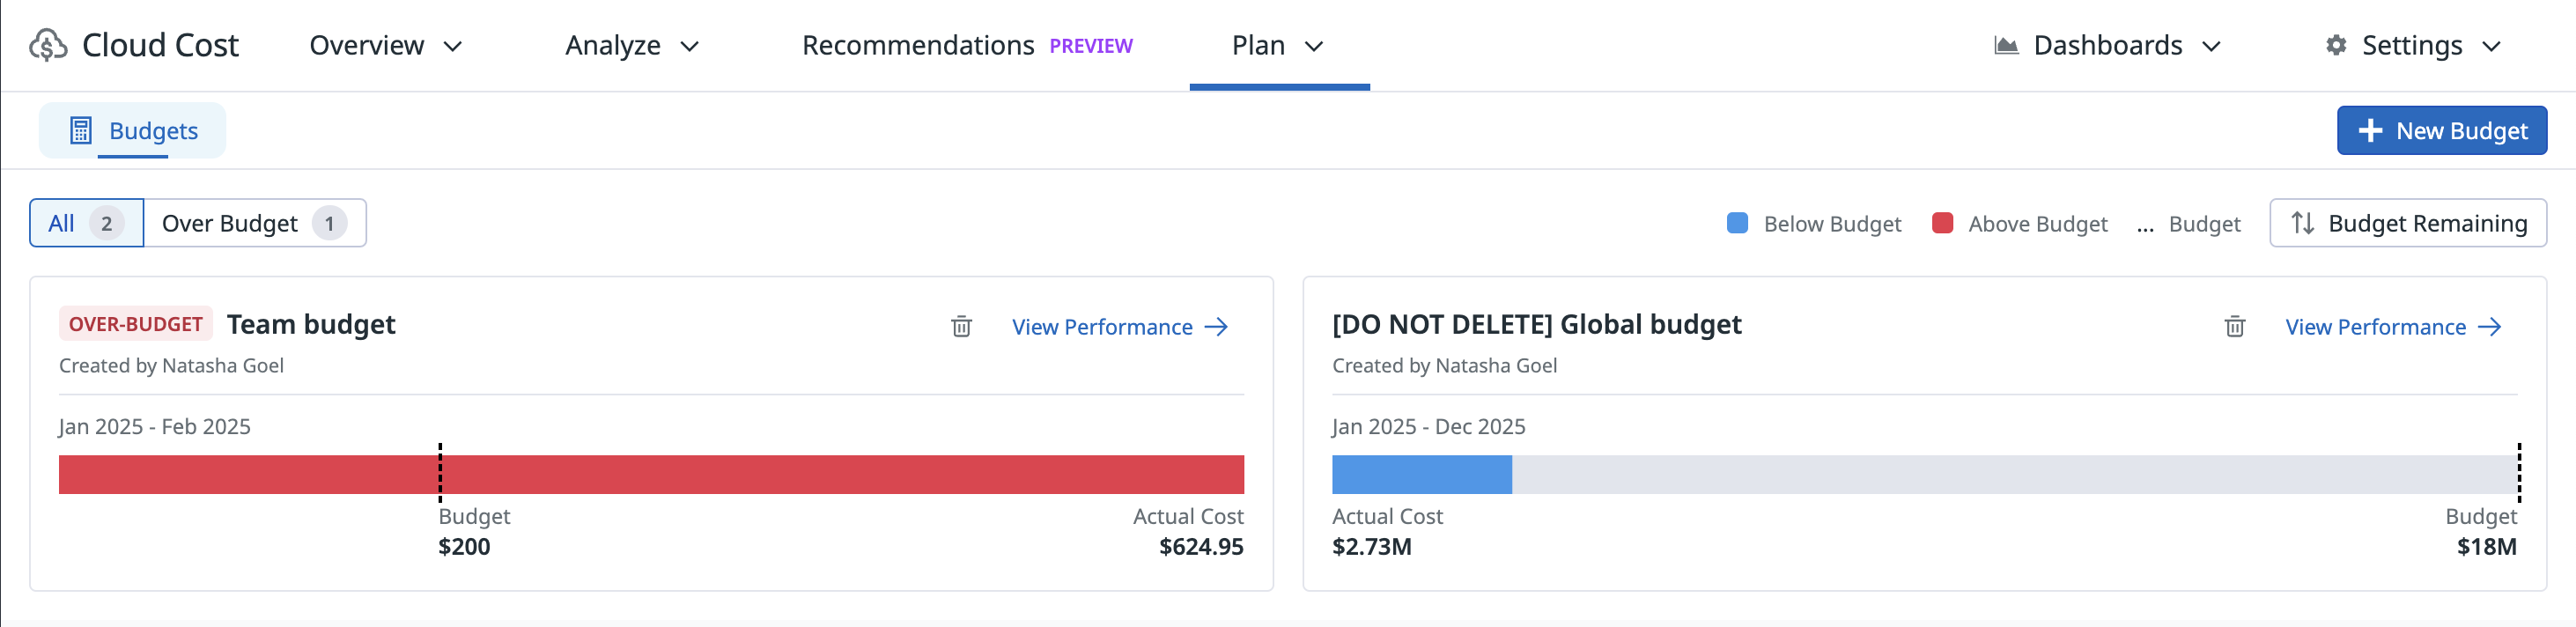 Cloud Cost Overview Analyze Recommendations PREVIEW Plan Dashboards Settings
Budgets New Budget
All 2 Over Budget 1 Below Budget Above Budget ... Budget Budget Remaining
OVER-BUDGET Team budget View Performance
Created by Natasha Goel
Jan 2025 - Feb 2025
Budget Actual Cost
$200 $624.95
[DO NOT DELETE] Global budget View Performance
Created by Natasha Goel
Jan 2025 - Dec 2025
Actual Cost Budget
$2.73M $18M